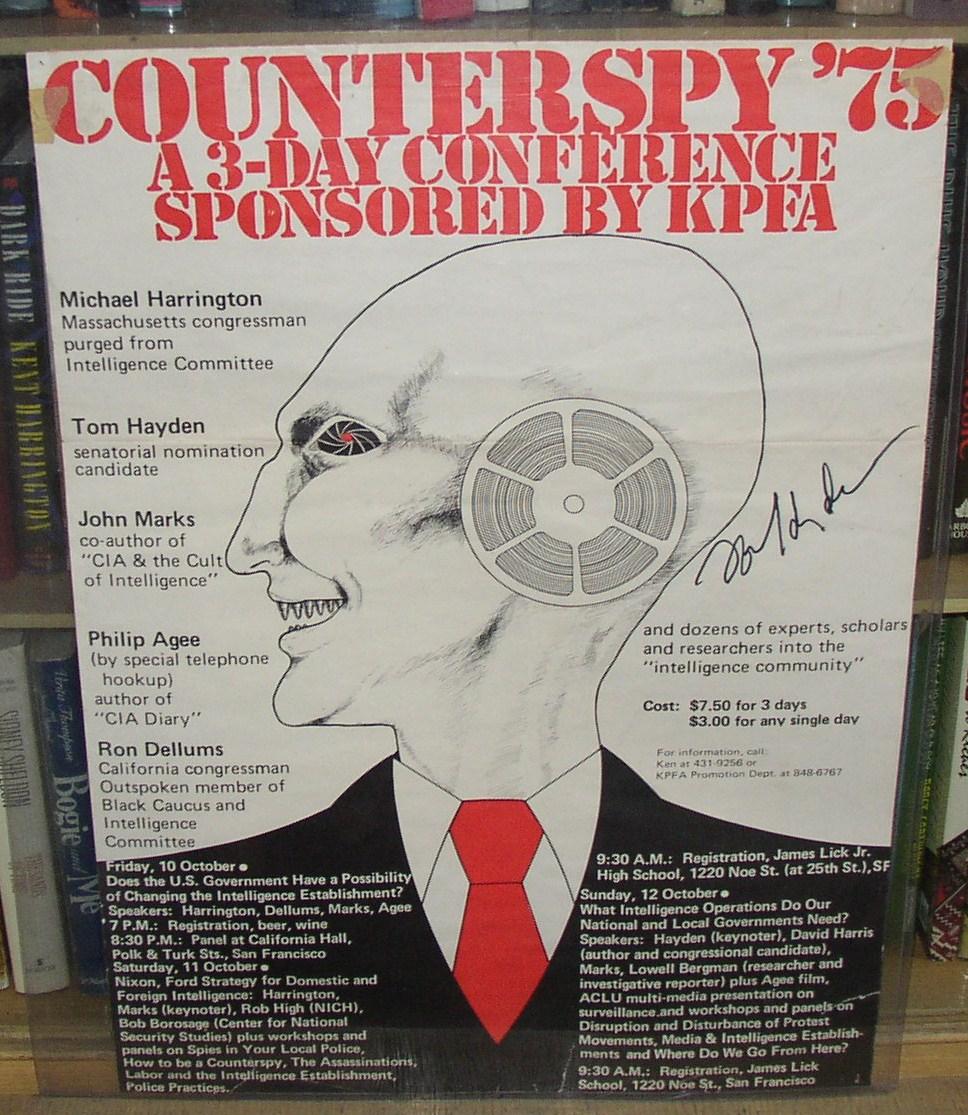 COUNTERSPY '75
A 3-DAY CONFERENCE
SPONSORED BY KPFA
Michael Harrington
Massachusetts congressman
purged from
Intelligence Committee
Tom Hayden
senatorial nomination
candidate
John Marks
co-author of
"CIA & the Cult
of Intelligence"
Philip Agee
(by special telephone
hookup)
author of
"CIA Diary"
Ron Dellums
California congressman
Outspoken member of
Black Caucus and
Intelligence
Committee
and dozens of experts, scholars
and researchers into the
"intelligence community"
Cost: $7.50 for 3 days
$3.00 for any single day
For information, call:
Ken at 431-9256 or
KPFA Promotion Dept. at 848-6767
Friday, 10 October •
Does the U.S. Government Have a Possibility
of Changing the Intelligence Establishment?
Speakers: Harrington, Dellums, Marks, Agee
7 P.M.: Registration, beer, wine
8:30 P.M.: Panel at California Hall,
Polk & Turk Sts., San Francisco
Saturday, 11 October •
Nixon, Ford Strategy for Domestic and
Foreign Intelligence: Harrington,
Marks (keynoter), Rob High (NICH),
Bob Borosage (Center for National
Security Studies) plus workshops and
panels on Spies in Your Local Police,
How to be a Counterspy, The Assassinations,
Labor and the Intelligence Establishment,
Police Practices.
9:30 A.M.: Registration, James Lick Jr.
High School, 1220 Noe St. (at 25th St.), SF
Sunday, 12 October •
What Intelligence Operations Do Our
National and Local Governments Need?
Speakers: Hayden (keynoter), David Harris
(author and congressional candidate),
Marks, Lowell Bergman (researcher and
investigative reporter) plus Agee film,
ACLU multi-media presentation on
surveillance.and workshops and panels on
Disruption and Disturbance of Protest
Movements, Media & Intelligence Establish-
ments and Where Do We Go From Here?
9:30 A.M.: Registration, James Lick
School, 1220 Noe St., San Francisco
DARK RIDE KENT HARRINGTON
SIDNEY SHELDON
Bogie and Me